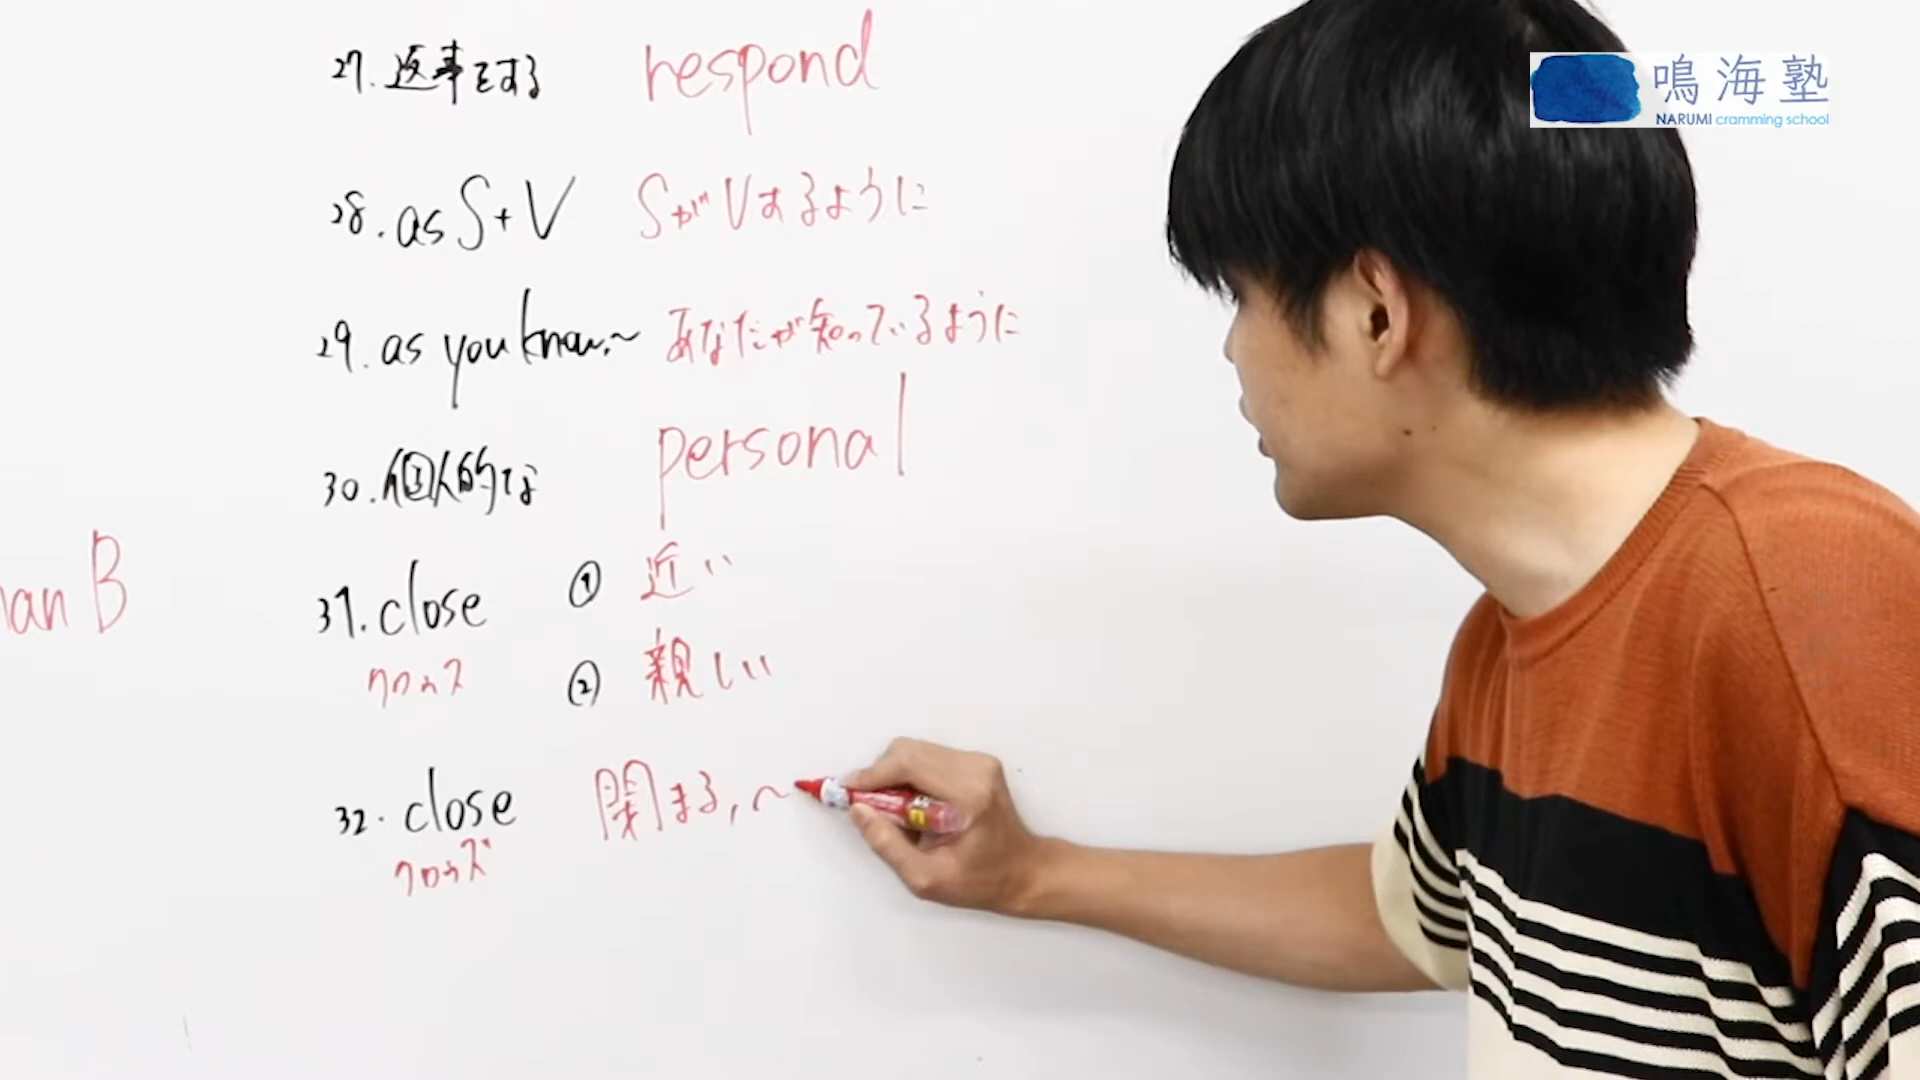 27. 返事をする respond
28. as S+V SがVするように
29. as you know,~ あなたが知っているように
30. 個人的な personal
31. close ① 近い
クロゥス ② 親しい
32. close 閉まる, ~
クロゥズ
an B
鳴海塾
NARUMI cramming school